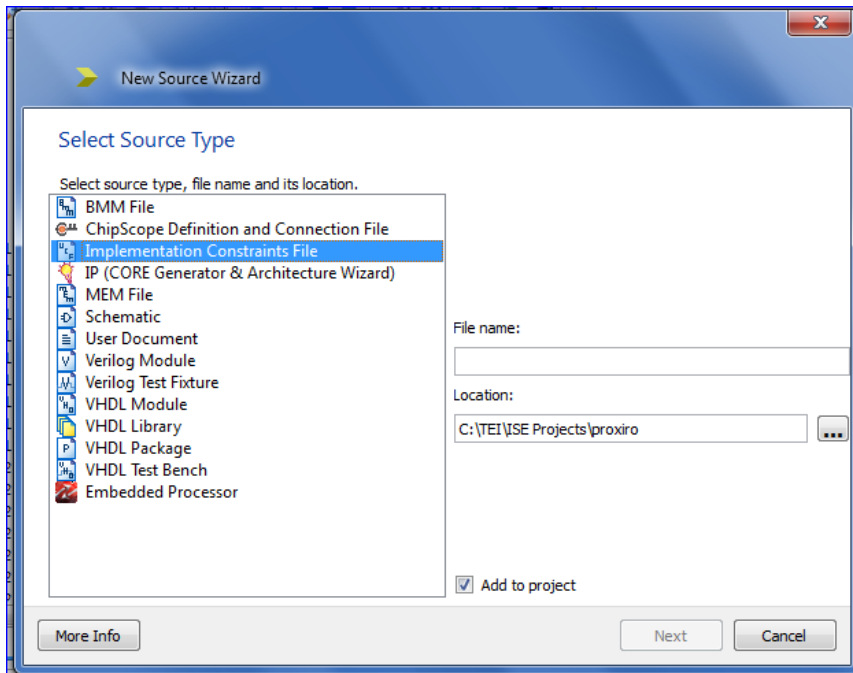 New Source Wizard
Select Source Type
Select source type, file name and its location.
BMM File
ChipScope Definition and Connection File
Implementation Constraints File
IP (CORE Generator & Architecture Wizard)
MEM File
Schematic
User Document
Verilog Module
Verilog Test Fixture
VHDL Module
VHDL Library
VHDL Package
VHDL Test Bench
Embedded Processor
File name:
Location:
C:\TEI\ISE Projects\proxiro
...
Add to project
More Info
Next
Cancel